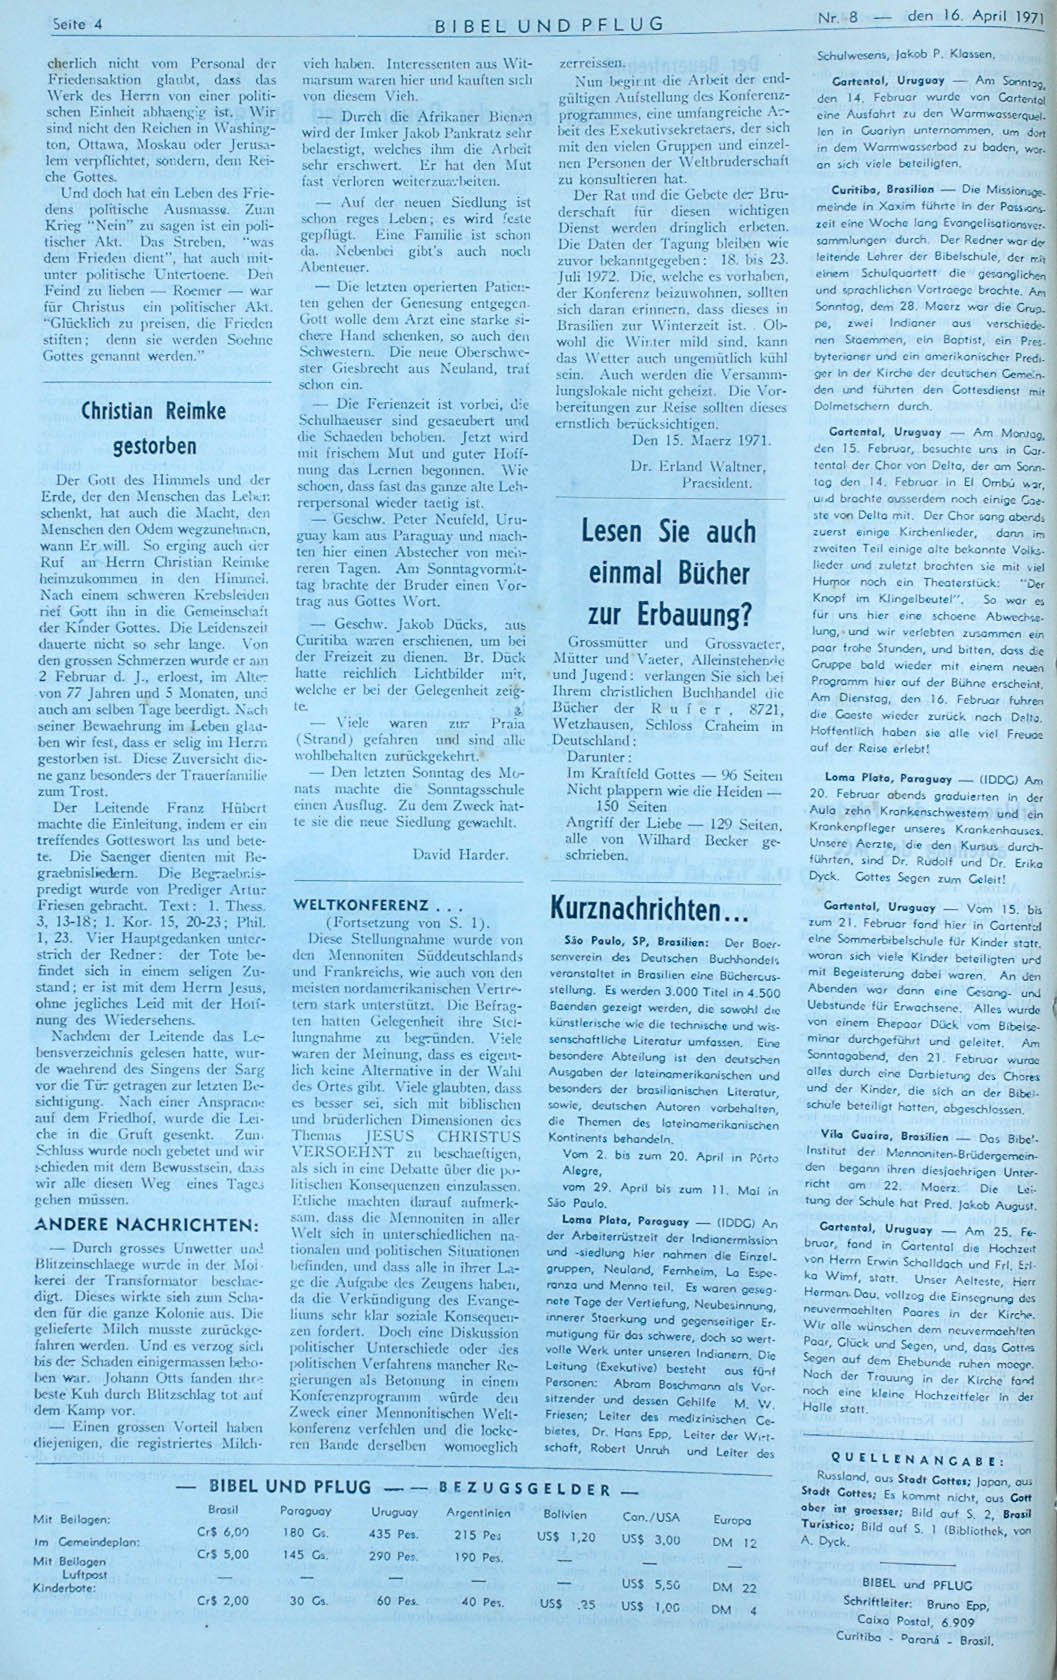 Seite 4
BIBEL UND PFLUG
Nr. 8 — den 16. April 1971
cherlich nicht vom Personal der
Friedensaktion glaubt, dass das
Werk des Herrn von einer politi-
schen Einheit abhaengig ist. Wir
sind nicht den Reichen in Washing-
ton, Ottawa, Moskau oder Jerusa-
lem verpflichtet, sondern, dem Rei-
che Gottes.
Und doch hat ein Leben des Frie-
dens politische Ausmasse. Zum
Krieg "Nein" zu sagen ist ein poli-
tischer Akt. Das Streben, "was
dem Frieden dient", hat auch mit-
unter politische Untertoene. Den
Feind zu lieben — Roemer — war
für Christus ein politischer Akt.
"Glücklich zu preisen, die Frieden
stiften; denn sie werden Soehne
Gottes genannt werden."
Christian Reimke
gestorben
Der Gott des Himmels und der
Erde, der den Menschen das Leben
schenkt, hat auch die Macht, den
Menschen den Odem wegzunehmen,
wann Er will. So erging auch der
Ruf an Herrn Christian Reimke
heimzukommen in den Himmel.
Nach einem schweren Krebsleiden
rief Gott ihn in die Gemeinschaft
der Kinder Gottes. Die Leidenszeit
dauerte nicht so sehr lange. Von
den grossen Schmerzen wurde er am
2 Februar d. J., erloest, im Alter
von 77 Jahren und 5 Monaten, und
auch am selben Tage beerdigt. Nach
seiner Bewaehrung im Leben glau-
ben wir fest, dass er selig im Herrn
gestorben ist. Diese Zuversicht die-
ne ganz besonders der Trauerfamilie
zum Trost.
Der Leitende Franz Hübert
machte die Einleitung, indem er ein
treffendes Gotteswort las und bete-
te. Die Saenger dienten mit Be-
graebnisliedern. Die Begraebnis-
predigt wurde von Prediger Artur
Friesen gebracht. Text: 1. Thess.
3, 13-18; 1. Kor. 15, 20-23; Phil.
1, 23. Vier Hauptgedanken unter-
strich der Redner: der Tote be-
findet sich in einem seligen Zu-
stand; er ist mit dem Herrn Jesus,
ohne jegliches Leid mit der Hoff-
nung des Wiedersehens.
Nachdem der Leitende das Le-
bensverzeichnis gelesen hatte, wur-
de waehrend des Singens der Sarg
vor die Tür getragen zur letzten Be-
sichtigung. Nach einer Ansprache
auf dem Friedhof, wurde die Lei-
che in die Gruft gesenkt. Zum
Schluss wurde noch gebetet und wir
schieden mit dem Bewusstsein, dass
wir alle diesen Weg eines Tages
gehen müssen.
ANDERE NACHRICHTEN:
— Durch grosses Unwetter und
Blitzeinschlaege wurde in der Mol-
kerei der Transformator beschae-
digt. Dieses wirkte sieh zum Scha-
den für die ganze Kolonie aus. Die
gelieferte Milch musste zurückge-
fahren werden. Und es verzog sich
bis der Schaden einigermassen beho-
ben war. Johann Otts fanden ihre
beste Kuh durch Blitzschlag tot auf
dem Kamp vor.
— Einen grossen Vorteil haben
diejenigen, die registriertes Milch-
vieh haben. Interessenten aus Wit-
marsum waren hier und kauften sich
von diesem Vieh.
— Durch die Afrikaner Bienen
wird der Imker Jakob Pankratz sehr
belaestigt, welches ihm die Arbeit
sehr erschwert. Er hat den Mut
fast verloren weiterzuarbeiten.
— Auf der neuen Siedlung ist
schon reges Leben; es wird feste
gepflügt. Eine Familie ist schon
da. Nebenbei gibt's auch noch
Abenteuer.
— Die letzten operierten Patien-
ten gehen der Genesung entgegen.
Gott wolle dem Arzt eine starke si-
chere Hand schenken, so auch den
Schwestern. Die neue Oberschwe-
ster Giesbrecht aus Neuland, traf
schon ein.
— Die Ferienzeit ist vorbei, die
Schulhaeuser sind gesaeubert und
die Schaeden behoben. Jetzt wird
mit frischem Mut und guter Hoff-
nung das Lernen begonnen. Wie
schoen, dass fast das ganze alte Leh-
rerpersonal wieder taetig ist.
— Geschw. Peter Neufeld, Uru-
guay kam aus Paraguay und mach-
ten hier einen Abstecher von meh-
reren Tagen. Am Sonntagvormit-
tag brachte der Bruder einen Vor-
trag aus Gottes Wort.
— Geschw. Jakob Dücks, aus
Curitiba waren erschienen, um bei
der Freizeit zu dienen. Br. Dück
hatte reichlich Lichtbilder mit,
welche er bei der Gelegenheit zeig-
te.
— Viele waren zur Praia
(Strand) gefahren und sind alle
wohlbehalten zurückgekehrt.
— Den letzten Sonntag des Mo-
nats machte die Sonntagsschule
einen Ausflug. Zu dem Zweck hat-
te sie die neue Siedlung gewaehlt.
David Harder.
WELTKONFERENZ ...
(Fortsetzung von S. 1).
Diese Stellungnahme wurde von
den Mennoniten Süddeutschlands
und Frankreichs, wie auch von den
meisten nordamerikanischen Vertre-
tern stark unterstützt. Die Befrag-
ten hatten Gelegenheit ihre Stel-
lungnahme zu begründen. Viele
waren der Meinung, dass es eigent-
lich keine Alternative in der Wahl
des Ortes gibt. Viele glaubten, dass
es besser sei, sich mit biblischen
und brüderlichen Dimensionen des
Themas JESUS CHRISTUS
VERSOEHNT zu beschaeftigen,
als sich in eine Debatte über die po-
litischen Konsequenzen einzulassen.
Etliche machten darauf aufmerk-
sam, dass die Mennoniten in aller
Welt sich in unterschiedlichen na-
tionalen und politischen Situationen
befinden, und dass alle in ihrer La-
ge die Aufgabe des Zeugens haben,
da die Verkündigung des Evange-
liums sehr klar soziale Konsequen-
zen fordert. Doch eine Diskussion
politischer Unterschiede oder des
politischen Verfahrens mancher Re-
gierungen als Betonung in einem
Konferenzprogramm würde den
Zweck einer Mennonitischen Welt-
konferenz verfehlen und die locke-
ren Bande derselben womoeglich
zerreissen.
Nun beginnt die Arbeit der end-
gültigen Aufstellung des Konferenz-
programmes, eine umfangreiche Ar-
beit des Exekutivsekretaers, der sich
mit den vielen Gruppen und einzel-
nen Personen der Weltbruderschaft
zu konsultieren hat.
Der Rat und die Gebete der Bru-
derschaft für diesen wichtigen
Dienst werden dringlich erbeten.
Die Daten der Tagung bleiben wie
zuvor bekanntgegeben: 18. bis 23.
Juli 1972. Die, welche es vorhaben,
der Konferenz beizuwohnen, sollten
sich daran erinnern, dass dieses in
Brasilien zur Winterzeit ist. Ob-
wohl die Winter mild sind, kann
das Wetter auch ungemütlich kühl
sein. Auch werden die Versamm-
lungslokale nicht geheizt. Die Vor-
bereitungen zur Reise sollten dieses
ernstlich berücksichtigen.
Den 15. Maerz 1971.
Dr. Erland Waltner,
Praesident.
Lesen Sie auch
einmal Bücher
zur Erbauung?
Grossmütter und Grossvaeter,
Mütter und Vaeter, Alleinstehende
und Jugend: verlangen Sie sich bei
Ihrem christlichen Buchhandel die
Bücher der Rufer, 8721,
Wetzhausen, Schloss Craheim in
Deutschland:
Darunter:
Im Kraftfeld Gottes — 96 Seiten
Nicht plappern wie die Heiden —
150 Seiten
Angriff der Liebe — 129 Seiten,
alle von Wilhard Becker ge-
schrieben.
Kurznachrichten...
São Paulo, SP, Brasilien: Der Boer-
senverein des Deutschen Buchhandels
veranstaltet in Brasilien eine Bücheraus-
stellung. Es werden 3.000 Titel in 4.500
Baenden gezeigt werden, die sowohl die
künstlerische wie die technische und wis-
senschaftliche Literatur umfassen. Eine
besondere Abteilung ist den deutschen
Ausgaben der lateinamerikanischen und
besonders der brasilianischen Literatur,
sowie, deutschen Autoren vorbehalten,
die Themen des lateinamerikanischen
Kontinents behandeln.
Vom 2. bis zum 20. April in Pôrto
Alegre,
vom 29. April bis zum 11. Mai in
São Paulo.
Loma Plata, Paraguay — (IDDG) An
der Arbeiterrüstzeit der Indianermission
und -siedlung hier nahmen die Einzel-
gruppen, Neuland, Fernheim, La Espe-
ranza und Menno teil. Es waren geseg-
nete Tage der Vertiefung, Neubesinnung,
innerer Staerkung und gegenseitiger Er-
mutigung für das schwere, doch so wert-
volle Werk unter unseren Indianern. Die
Leitung (Exekutive) besteht aus fünf
Personen: Abram Boschmann als Vor-
sitzender und dessen Gehilfe M. W.
Friesen; Leiter des medizinischen Ge-
bietes, Dr. Hans Epp, Leiter der Wirt-
schaft, Robert Unruh und Leiter des
Schulwesens, Jakob P. Klassen.
Gartental, Uruguay — Am Sonntag,
den 14. Februar wurde von Gartental
eine Ausfahrt zu den Warmwasserquel-
len in Guariyn unternommen, um dort
in dem Warmwasserbad zu baden, wor-
an sich viele beteiligten.
Curitiba, Brasilien — Die Missionsge-
meinde in Xaxim führte in der Passions-
zeit eine Woche lang Evangelisationsver-
sammlungen durch. Der Redner war der
leitende Lehrer der Bibelschule, der mit
einem Schulquartett die gesanglichen
und sprachlichen Vortraege brachte. Am
Sonntag, dem 28. Maerz war die Grup-
pe, zwei Indianer aus verschiede-
nen Staemmen, ein Baptist, ein Pres-
byterianer und ein amerikanischer Predi-
ger in der Kirche der deutschen Gemein-
den und führten den Gottesdienst mit
Dolmetschern durch.
Gartental, Uruguay — Am Montag,
den 15. Februar, besuchte uns in Gar-
tental der Chor von Delta, der am Sonn-
tag den 14. Februar in El Ombú war,
und brachte ausserdem noch einige Gae-
ste von Delta mit. Der Chor sang abends
zuerst einige Kirchenlieder, dann im
zweiten Teil einige alte bekannte Volks-
lieder und zuletzt brachten sie mit viel
Humor noch ein Theaterstück: "Der
Knopf im Klingelbeutel". So war es
für uns hier eine schoene Abwechse-
lung, und wir verlebten zusammen ein
paar frohe Stunden, und bitten, dass die
Gruppe bald wieder mit einem neuen
Programm hier auf der Bühne erscheint.
Am Dienstag, den 16. Februar fuhren
die Gaeste wieder zurück nach Delta.
Hoffentlich haben sie alle viel Freude
auf der Reise erlebt!
Loma Plata, Paraguay — (IDDG) Am
20. Februar abends graduierten in der
Aula zehn Krankenschwestern und ein
Krankenpfleger unseres Krankenhauses.
Unsere Aerzte, die den Kursus durch-
führten, sind Dr. Rudolf und Dr. Erika
Dyck. Gottes Segen zum Geleit!
Gartental, Uruguay — Vom 15. bis
zum 21. Februar fand hier in Gartental
eine Sommerbibelschule für Kinder statt,
woran sich viele Kinder beteiligten und
mit Begeisterung dabei waren. An den
Abenden war dann eine Gesang- und
Uebstunde für Erwachsene. Alles wurde
von einem Ehepaar Dück vom Bibelse-
minar durchgeführt und geleitet. Am
Sonntagabend, den 21. Februar wurde
alles durch eine Darbietung des Chores
und der Kinder, die sich an der Bibel-
schule beteiligt hatten, abgeschlossen.
Vila Guaira, Brasilien — Das Bibel-
Institut der Mennoniten-Brüdergemein-
den begann ihren diesjaehrigen Unter-
richt am 22. Maerz. Die Lei-
tung der Schule hat Pred. Jakob August.
Gartental, Uruguay — Am 25. Fe-
bruar, fand in Gartental die Hochzeit
von Herrn Erwin Schalldach und Frl. Eri-
ka Wimf, statt. Unser Aelteste, Herr
Herman Dau, vollzog die Einsegnung des
neuvermaehlten Paares in der Kirche.
Wir alle wünschen dem neuvermaehlten
Paar, Glück und Segen, und, dass Gottes
Segen auf dem Ehebunde ruhen moege.
Nach der Trauung in der Kirche fand
noch eine kleine Hochzeitfeier in der
Halle statt.
QUELLENANGABE:
Russland, aus Stadt Gottes; Japan, aus
Stadt Gottes; Es kommt nicht, aus Gott
aber ist groesser; Bild auf S. 2, Brasil
Turistico; Bild auf S. 1 (Bibliothek, von
A. Dyck.
BIBEL und PFLUG
Schriftleiter: Bruno Epp,
Caixa Postal, 6.909
Curitiba - Paraná - Brasil.
— BIBEL UND PFLUG — — BEZUGSGELDER —
Brasil Paraguay Uruguay Argentinien Bolivien Can./USA Europa
Mit Beilagen: Cr$ 6,00 180 Gs. 435 Pes. 215 Pes US$ 1,20 US$ 3,00 DM 12
Im Gemeindeplan: Cr$ 5,00 145 Gs. 290 Pes. 190 Pes. — — —
Mit Beilagen
Luftpost — — — — — US$ 5,50 DM 22
Kinderbote: Cr$ 2,00 30 Gs. 60 Pes. 40 Pes. US$ .25 US$ 1,00 DM 4